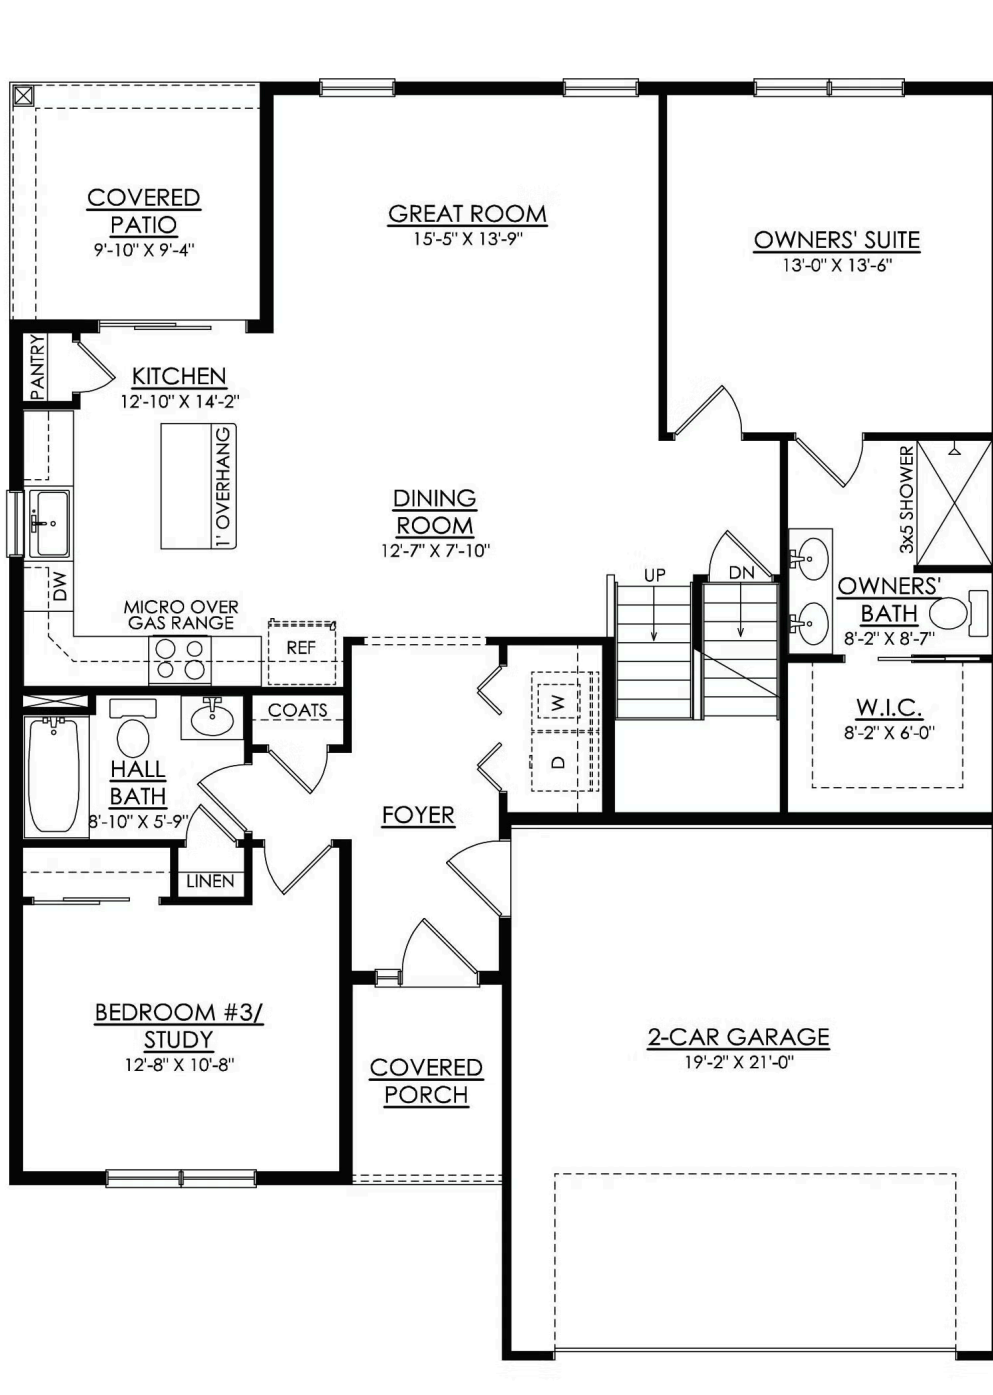 COVERED
PATIO
9'-10" X 9'-4"
GREAT ROOM
15'-5" X 13'-9"
OWNERS' SUITE
13'-0" X 13'-6"
PANTRY
KITCHEN
12'-10" X 14'-2"
1' OVERHANG
DINING
ROOM
12'-7" X 7'-10"
3x5 SHOWER
DW
MICRO OVER
GAS RANGE
REF
UP
DN
OWNERS'
BATH
8'-2" X 8'-7"
W.I.C.
8'-2" X 6'-0"
COATS
W
D
HALL
BATH
8'-10" X 5'-9"
FOYER
LINEN
BEDROOM #3/
STUDY
12'-8" X 10'-8"
COVERED
PORCH
2-CAR GARAGE
19'-2" X 21'-0"